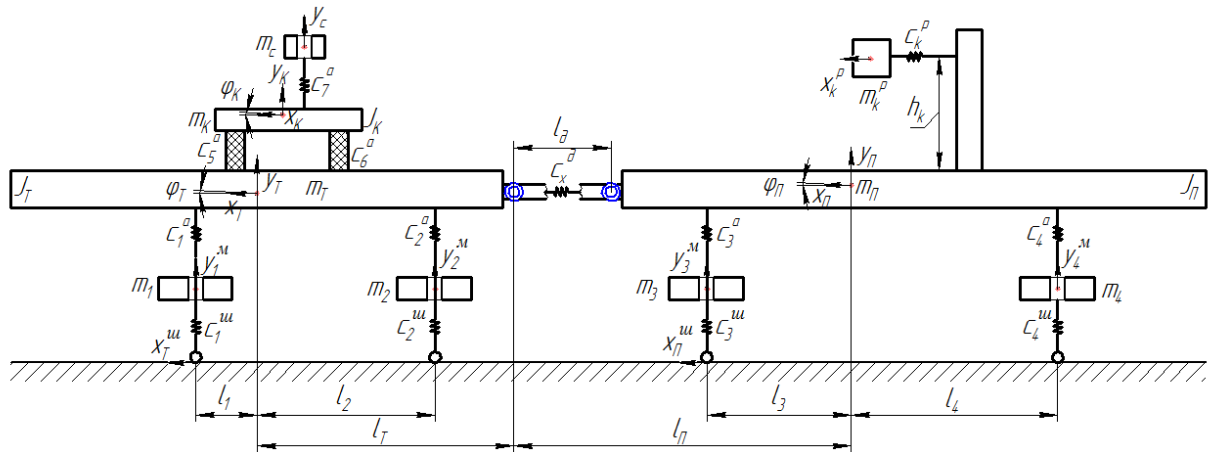 y_c
m_c
c_7^a
y_K
φ_K
x_K
m_K
J_K
c_5^a
c_6^a
y_T
J_T
φ_T
x_T
m_T
l_д
c_x^д
c_k^p
x_k^p
m_k^p
h_k
y_П
φ_П
x_П
m_П
J_П
c_1^a
c_2^a
c_3^a
c_4^a
y_1^м
y_2^м
y_3^м
y_4^м
m_1
m_2
m_3
m_4
c_1^ш
c_2^ш
c_3^ш
c_4^ш
x_T^ш
x_П^ш
l_1
l_2
l_3
l_4
l_T
l_П